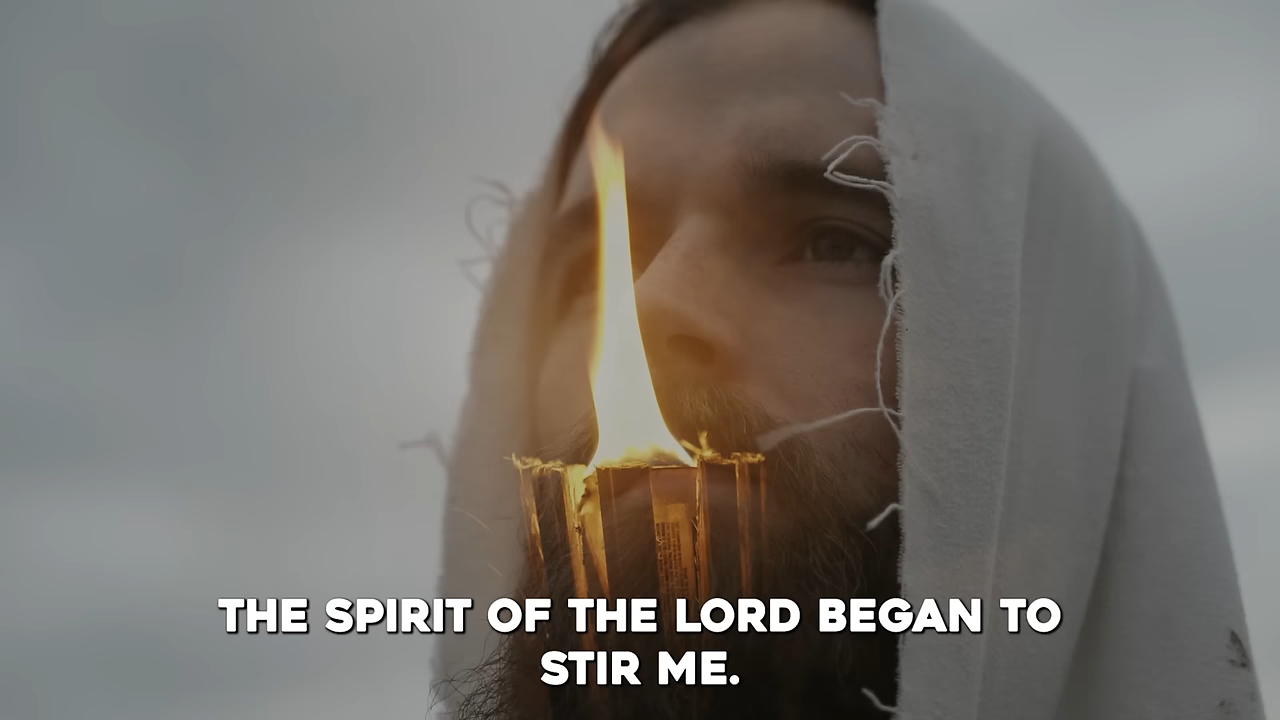 THE SPIRIT OF THE LORD BEGAN TO
STIR ME.